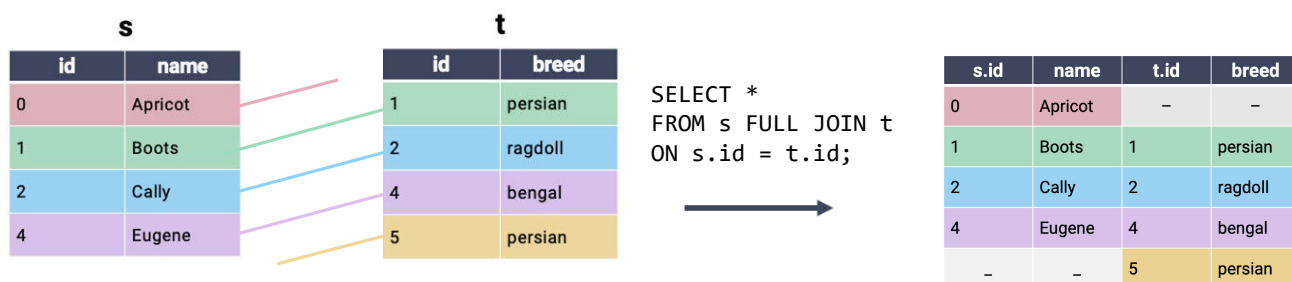 s
id name
0 Apricot
1 Boots
2 Cally
4 Eugene
t
id breed
1 persian
2 ragdoll
4 bengal
5 persian
SELECT *
FROM s FULL JOIN t
ON s.id = t.id;
s.id name t.id breed
0 Apricot – –
1 Boots 1 persian
2 Cally 2 ragdoll
4 Eugene 4 bengal
_ _ 5 persian